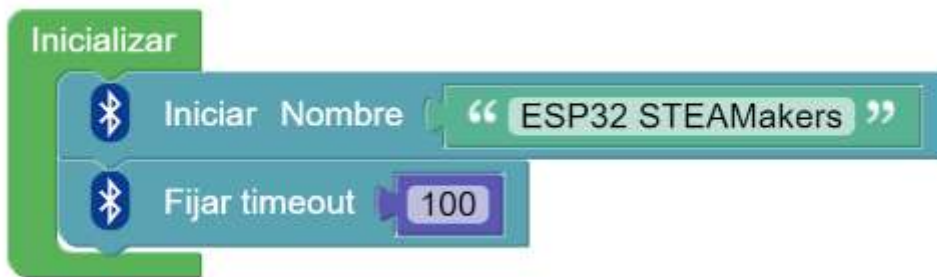 Inicializar
Iniciar Nombre “ ESP32 STEAMakers ”
Fijar timeout 100